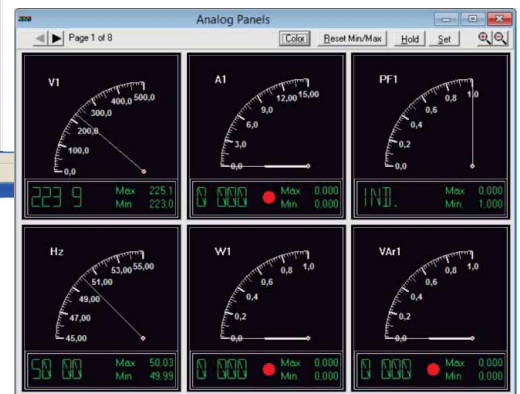 Analog Panels
Page 1 of 8 Color Reset Min/Max Hold Set
V1
0,0 100,0 200,0 300,0 400,0 500,0
223 9 Max 225,1
Min 223,0
A1
0,0 3,0 6,0 9,0 12,00 15,00
0 000 Max 0.000
Min 0.000
PF1
0,0 0,2 0,4 0,6 0,8 1,0
IND. Max 0.000
Min 1.000
Hz
45,00 47,00 49,00 51,00 53,00 55,00
50 00 Max 50.03
Min 49.99
W1
0,0 0,2 0,4 0,6 0,8 1,0
0 000 Max 0.000
Min 0.000
VAr1
0,0 0,2 0,4 0,6 0,8 1,0
0 000 Max 0.000
Min 0.000